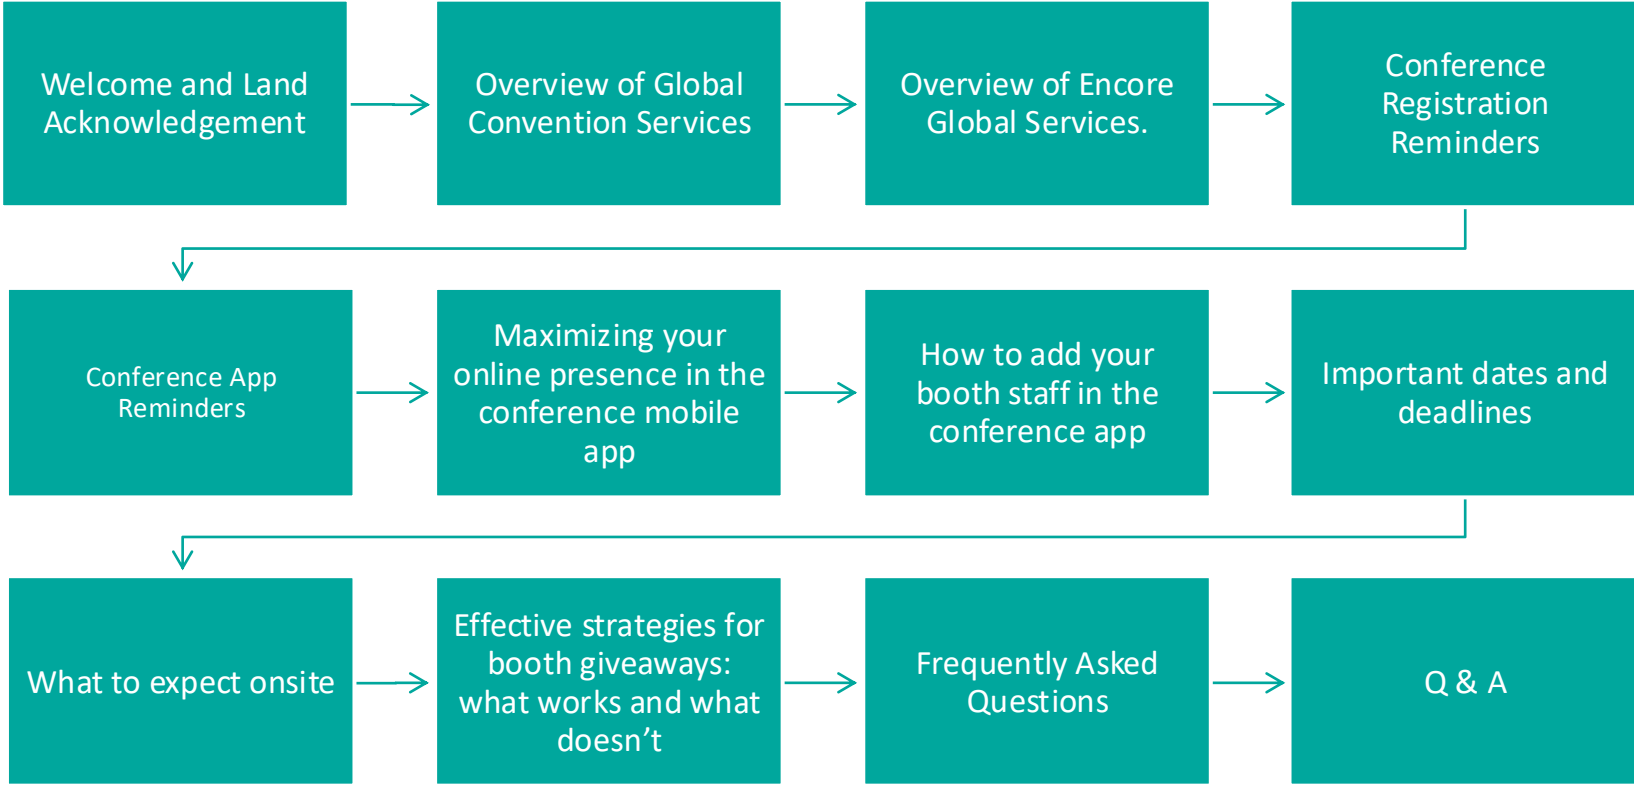 Welcome and Land
Acknowledgement
Overview of Global
Convention Services
Overview of Encore
Global Services.
Conference
Registration
Reminders
Conference App
Reminders
Maximizing your
online presence in the
conference mobile
app
How to add your
booth staff in the
conference app
Important dates and
deadlines
What to expect onsite
Effective strategies for
booth giveaways:
what works and what
doesn’t
Frequently Asked
Questions
Q & A